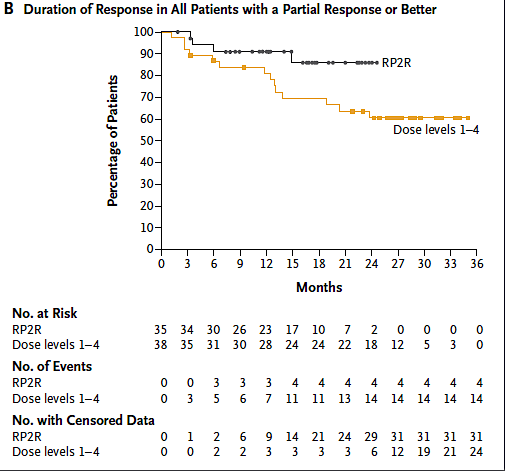 B Duration of Response in All Patients with a Partial Response or Better
Percentage of Patients
100
90
80
70
60
50
40
30
20
10
0
RP2R
Dose levels 1–4
0 3 6 9 12 15 18 21 24 27 30 33 36
Months
No. at Risk
RP2R 35 34 30 26 23 17 10 7 2 0 0 0 0
Dose levels 1–4 38 35 31 30 28 24 24 22 18 12 5 3 0
No. of Events
RP2R 0 0 3 3 3 4 4 4 4 4 4 4 4
Dose levels 1–4 0 3 5 6 7 11 11 13 14 14 14 14 14
No. with Censored Data
RP2R 0 1 2 6 9 14 21 24 29 31 31 31 31
Dose levels 1–4 0 0 2 2 3 3 3 3 6 12 19 21 24